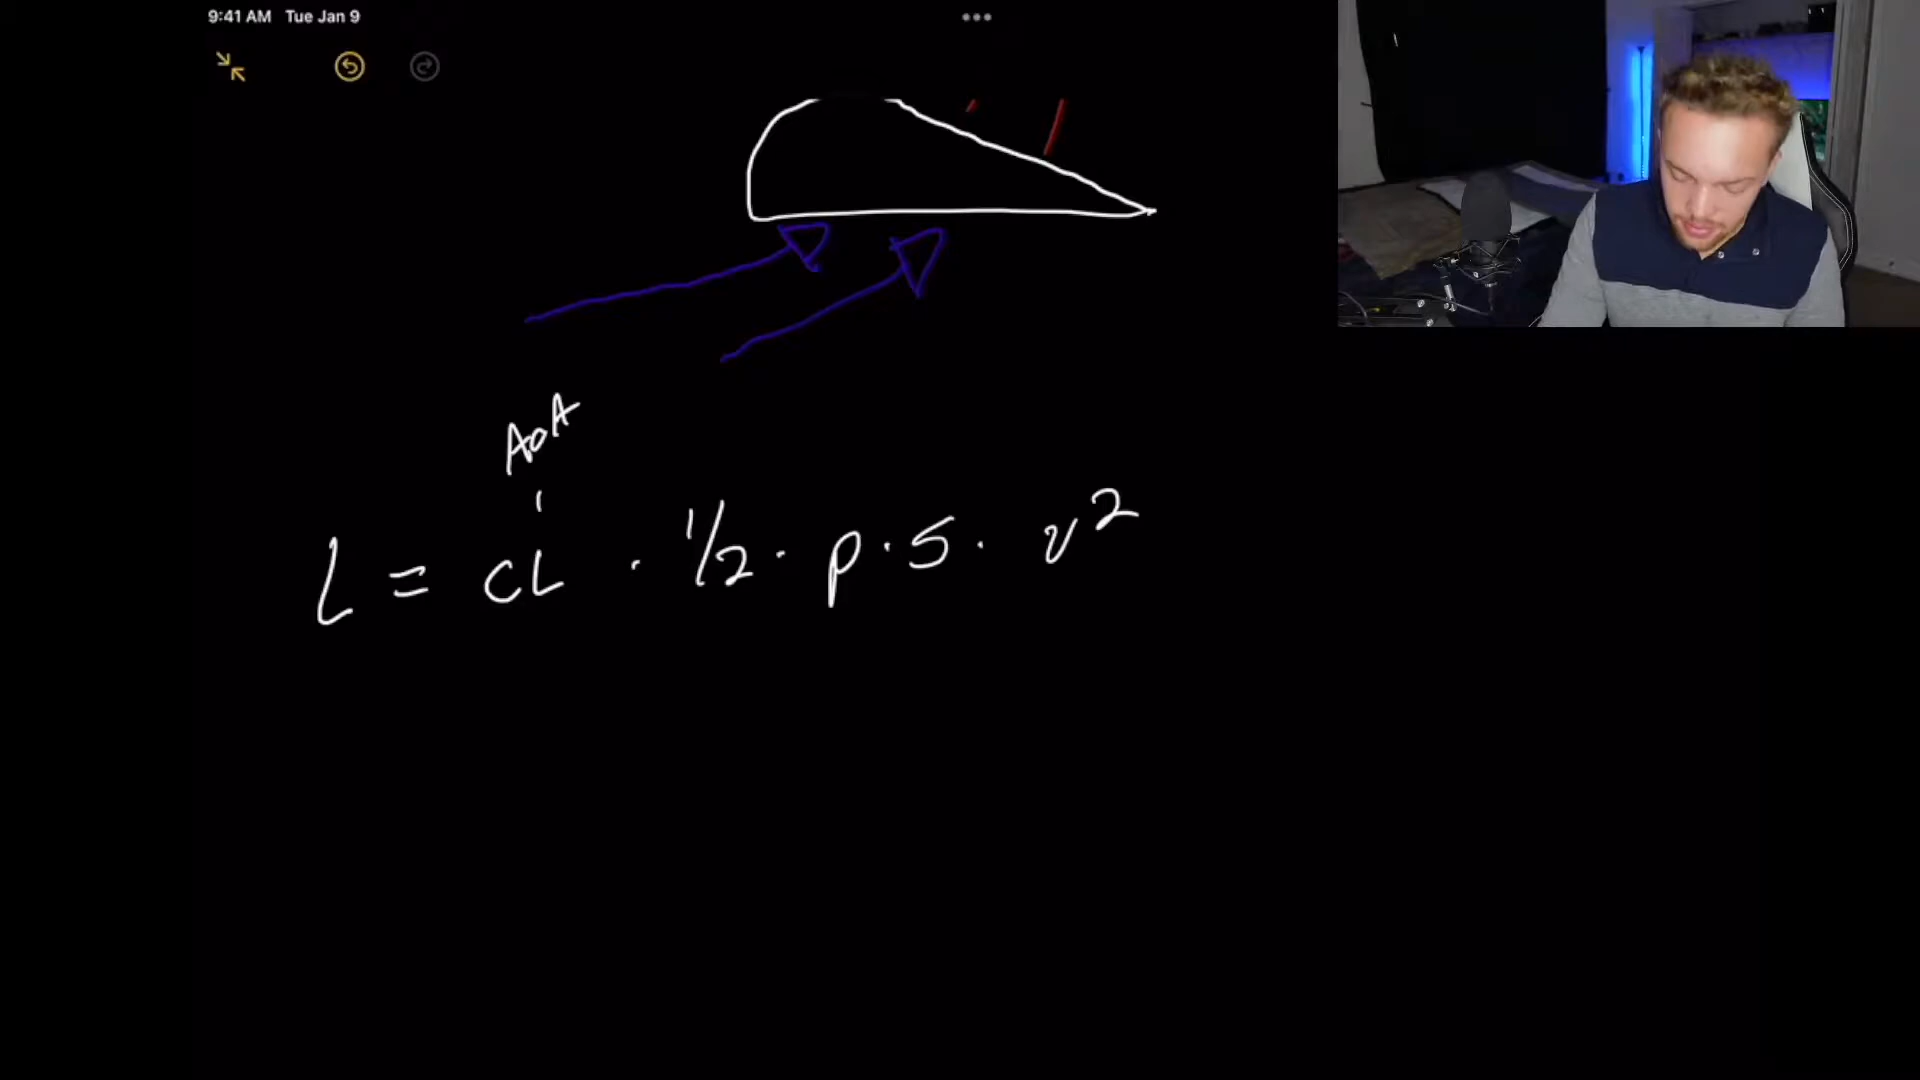 9:41 AM Tue Jan 9
AoA
L = CL · 1/2 · p · S · v²